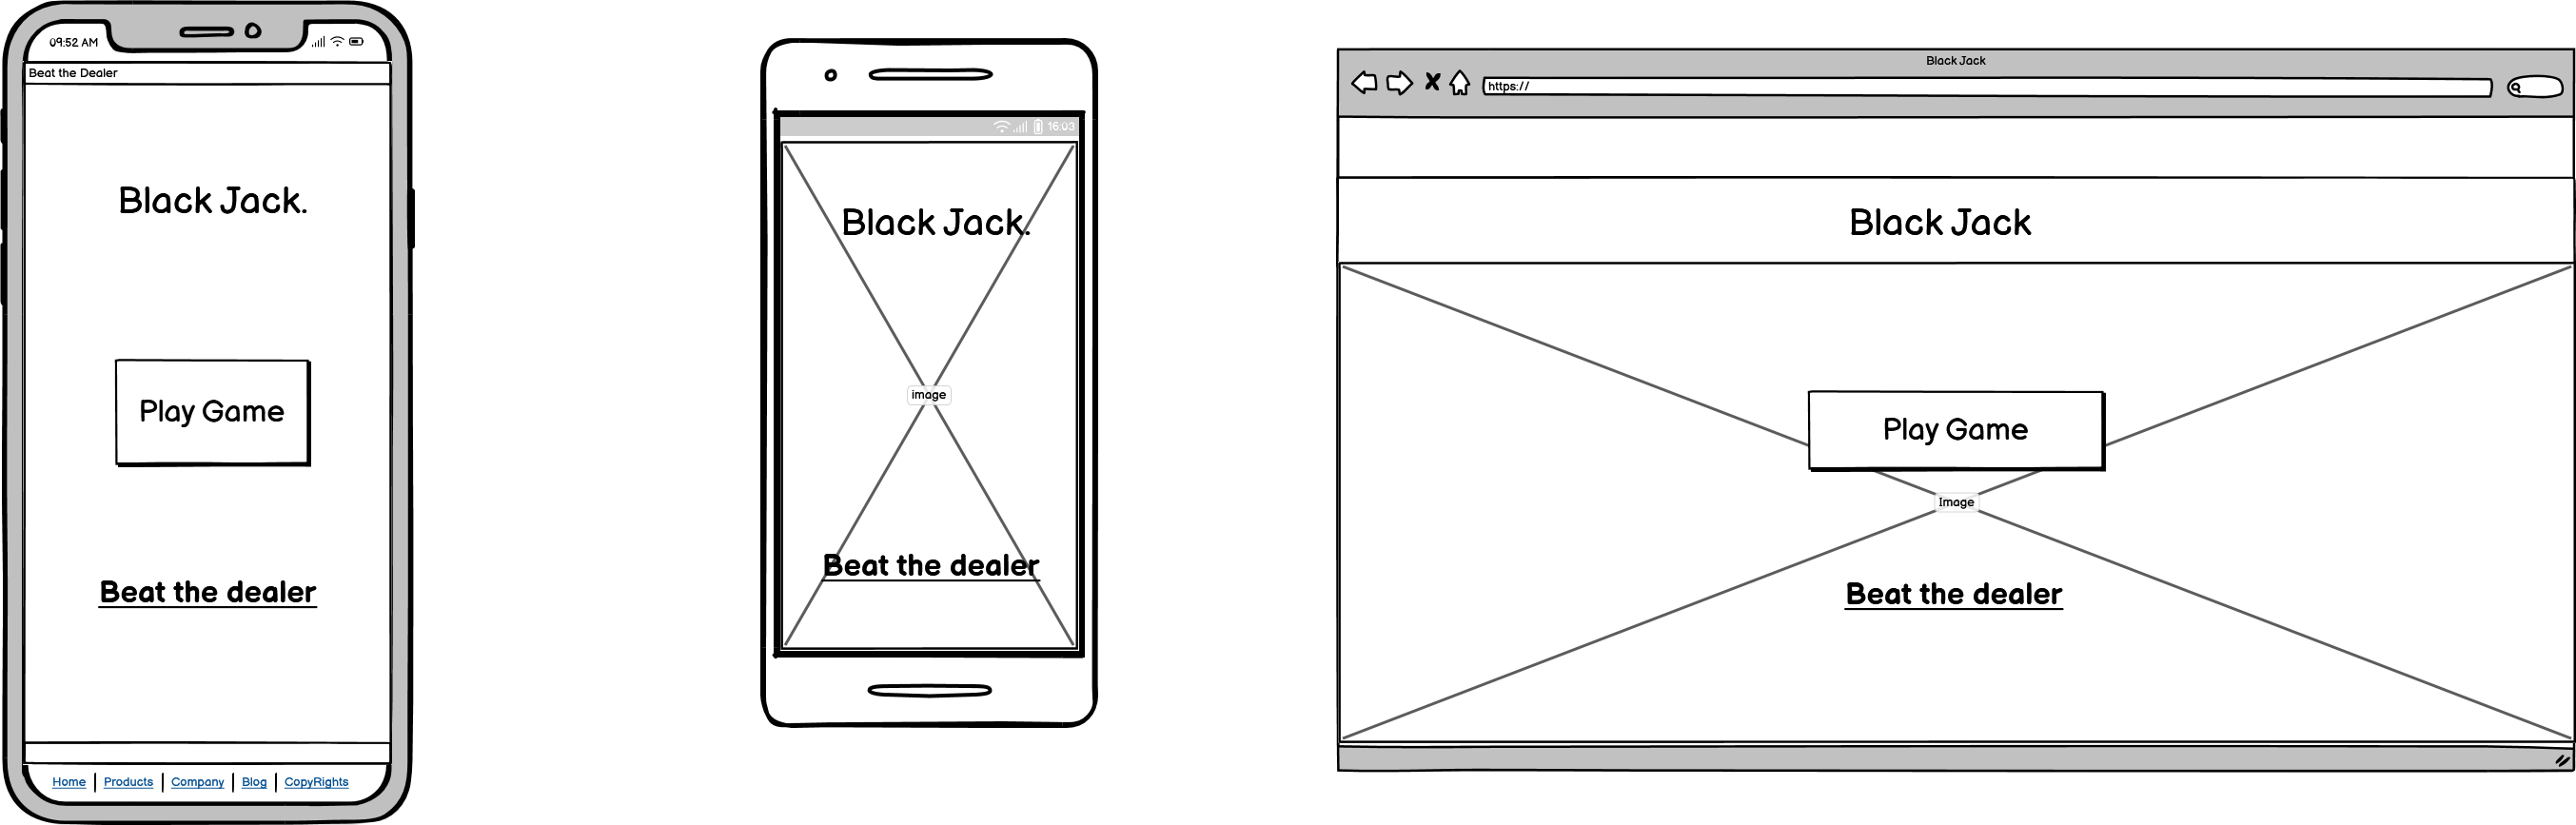 09:52 AM
Beat the Dealer
Black Jack.
Play Game
Beat the dealer
Home | Products | Company | Blog | CopyRights
16:03
Black Jack.
image
Beat the dealer
Black Jack
https://
Black Jack
Play Game
Image
Beat the dealer